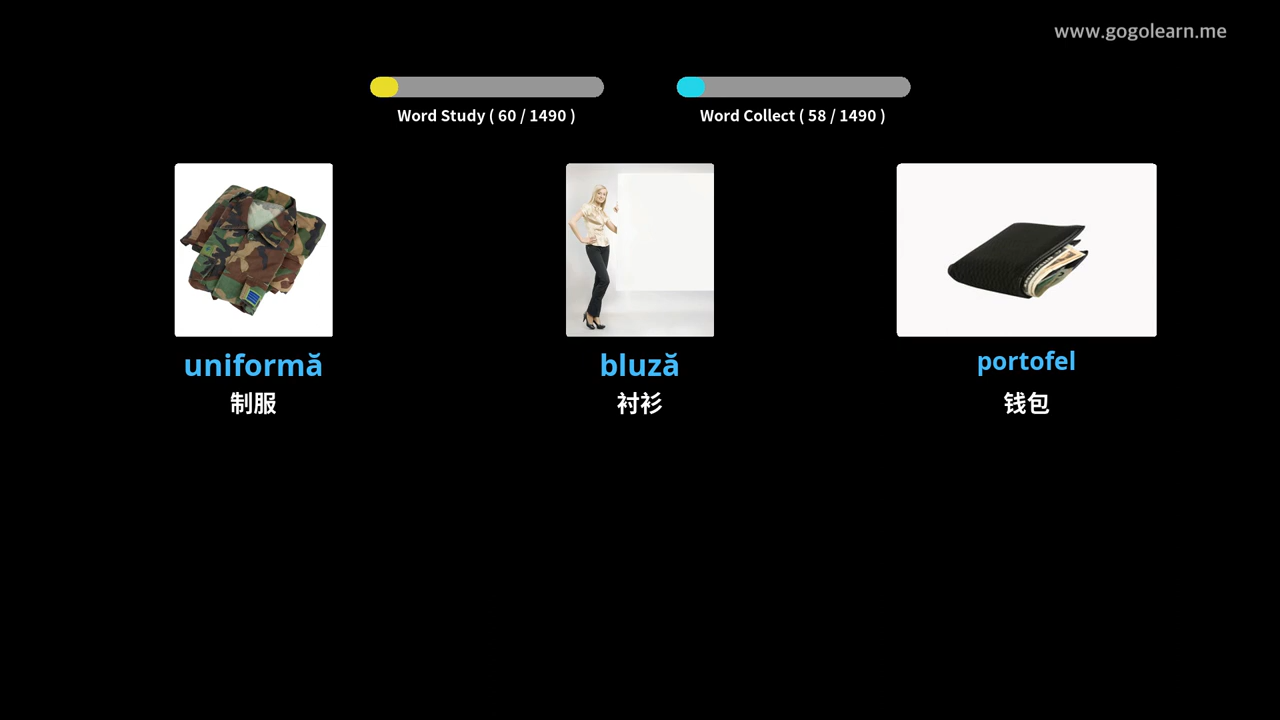 www.gogolearn.me
Word Study ( 60 / 1490 )
Word Collect ( 58 / 1490 )
uniformă
bluză
portofel
制服
衬衫
钱包